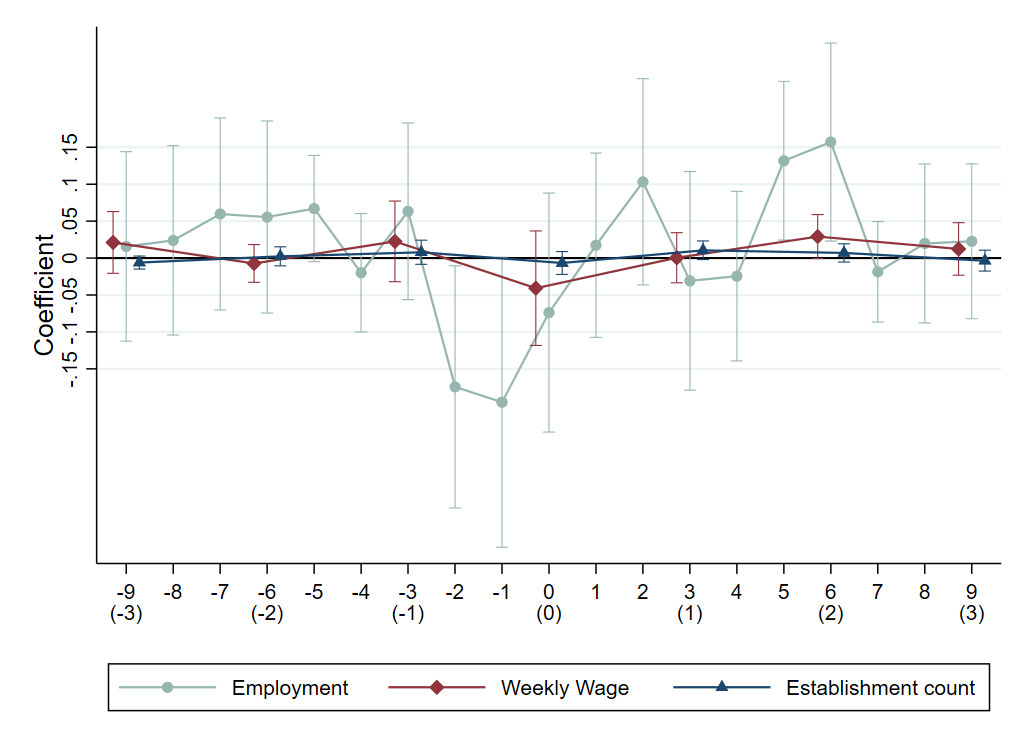 Coefficient
.15
.1
.05
0
-.05
-.1
-.15
-9 -8 -7 -6 -5 -4 -3 -2 -1 0 1 2 3 4 5 6 7 8 9
(-3) (-2) (-1) (0) (1) (2) (3)
Employment Weekly Wage Establishment count